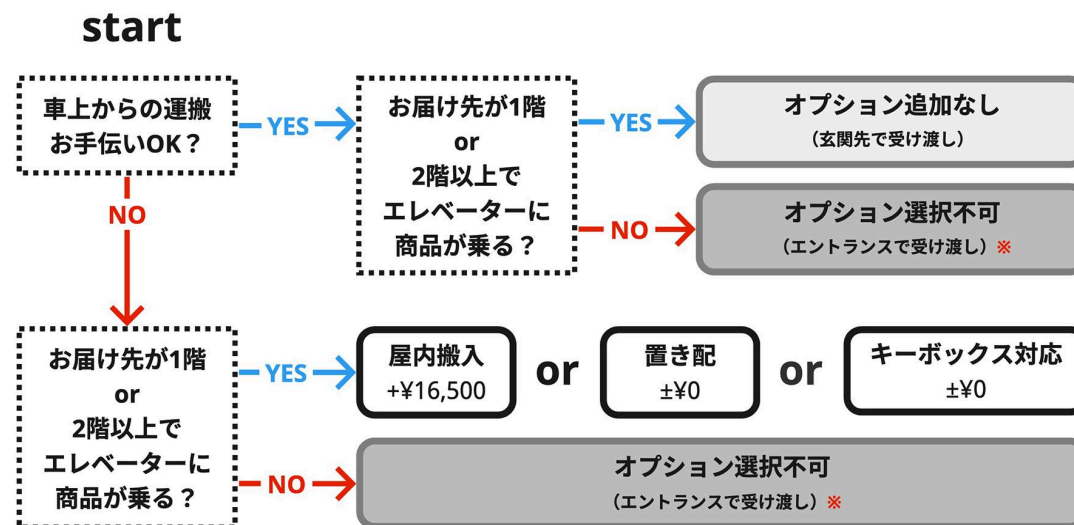 start
車上からの運搬
お手伝いOK？
YES
お届け先が1階
or
2階以上で
エレベーターに
商品が乗る？
YES
オプション追加なし
（玄関先で受け渡し）
NO
オプション選択不可
（エントランスで受け渡し）※
NO
お届け先が1階
or
2階以上で
エレベーターに
商品が乗る？
YES
屋内搬入
+¥16,500
or
置き配
±¥0
or
キーボックス対応
±¥0
NO
オプション選択不可
（エントランスで受け渡し）※